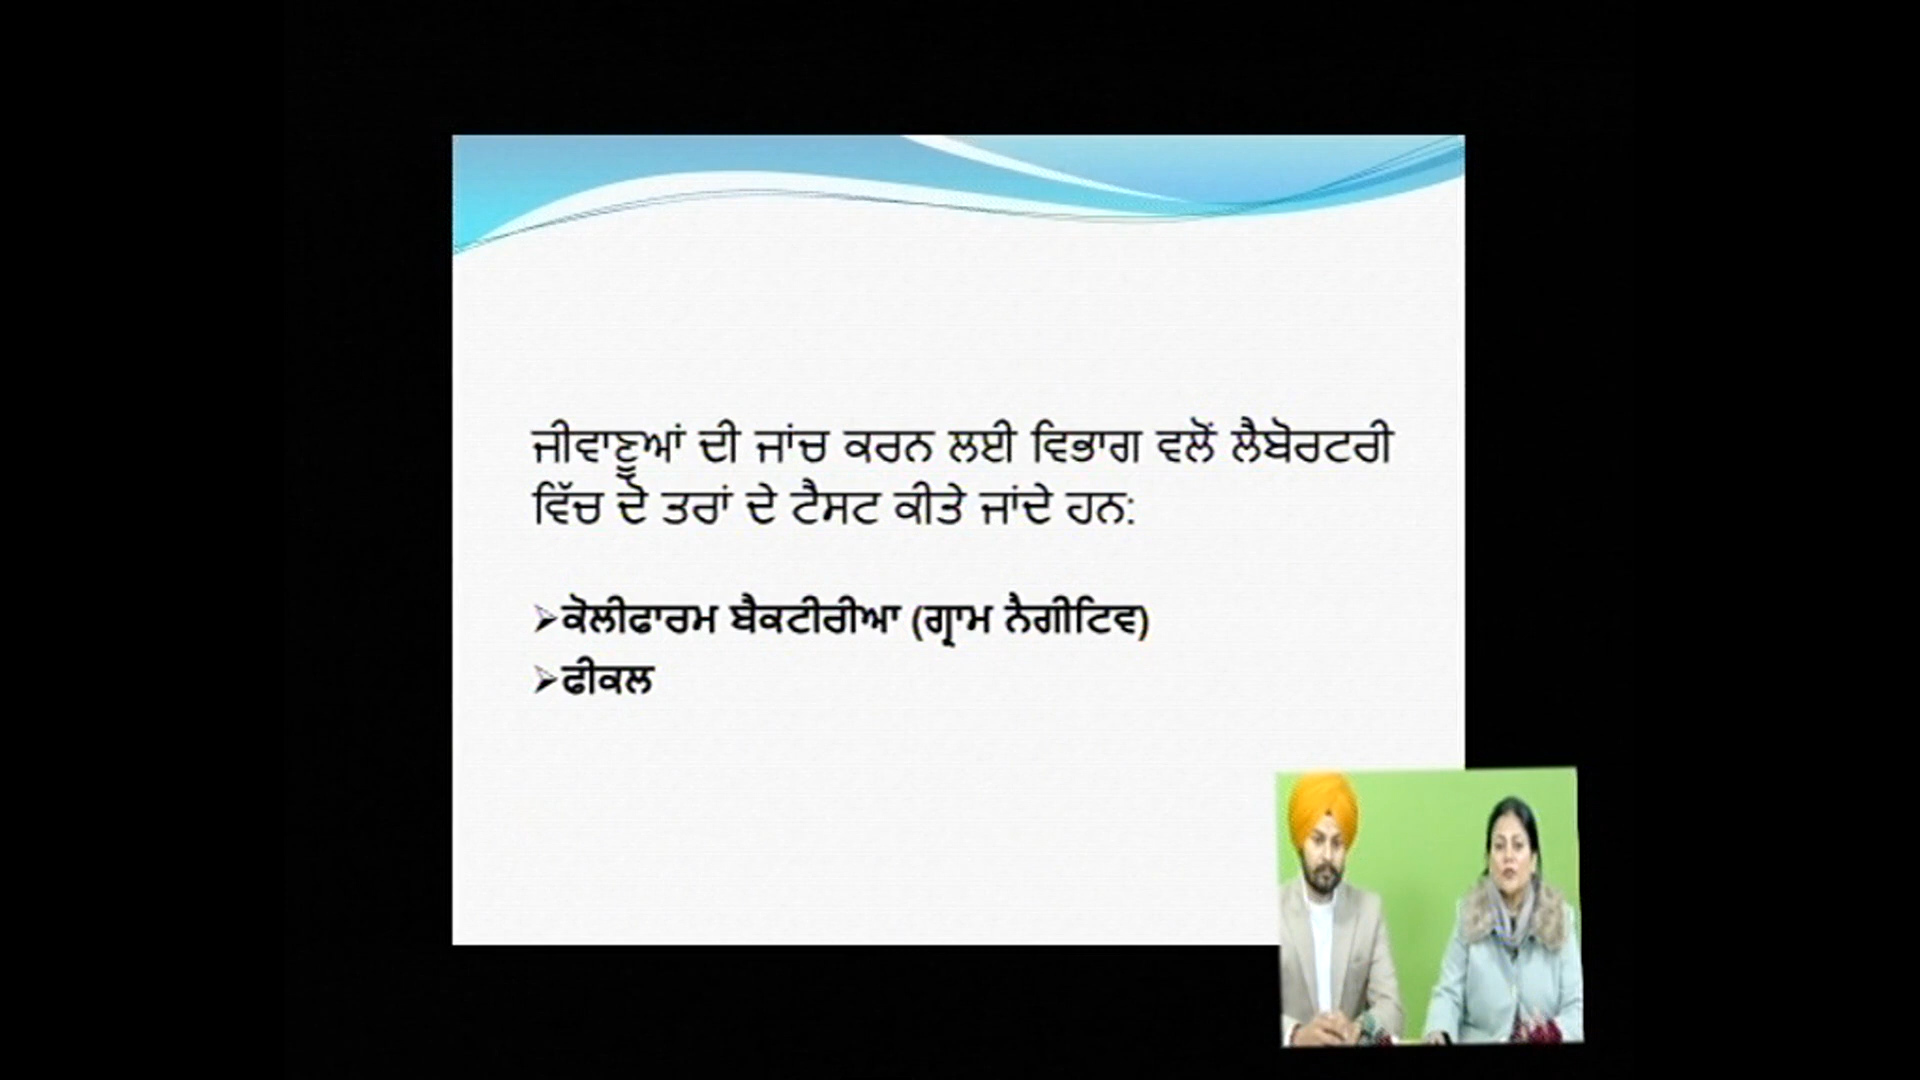 ਜੀਵਾਣੂਆਂ ਦੀ ਜਾਂਚ ਕਰਨ ਲਈ ਵਿਭਾਗ ਵਲੋਂ ਲੈਬੋਰਟਰੀ
ਵਿੱਚ ਦੋ ਤਰਾਂ ਦੇ ਟੈਸਟ ਕੀਤੇ ਜਾਂਦੇ ਹਨ:
➢ਕੋਲੀਫਾਰਮ ਬੈਕਟੀਰੀਆ (ਗ੍ਰਾਮ ਨੈਗੀਟਿਵ)
➢ਫੀਕਲ